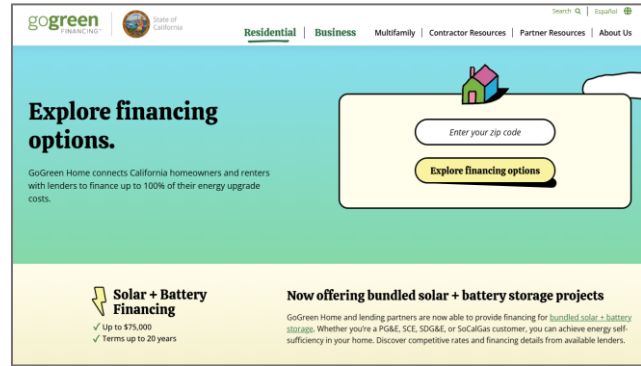 Search | Español
gogreen
FINANCING
State of
California
Residential | Business Multifamily | Contractor Resources | Partner Resources | About Us
Explore financing
options.
GoGreen Home connects California homeowners and renters
with lenders to finance up to 100% of their energy upgrade
costs.
Enter your zip code
Explore financing options
Solar + Battery
Financing
✓ Up to $75,000
✓ Terms up to 20 years
Now offering bundled solar + battery storage projects
GoGreen Home and lending partners are now able to provide financing for bundled solar + battery
storage. Whether you're a PG&E, SCE, SDG&E, or SoCalGas customer, you can achieve energy self-
sufficiency in your home. Discover competitive rates and financing details from available lenders.